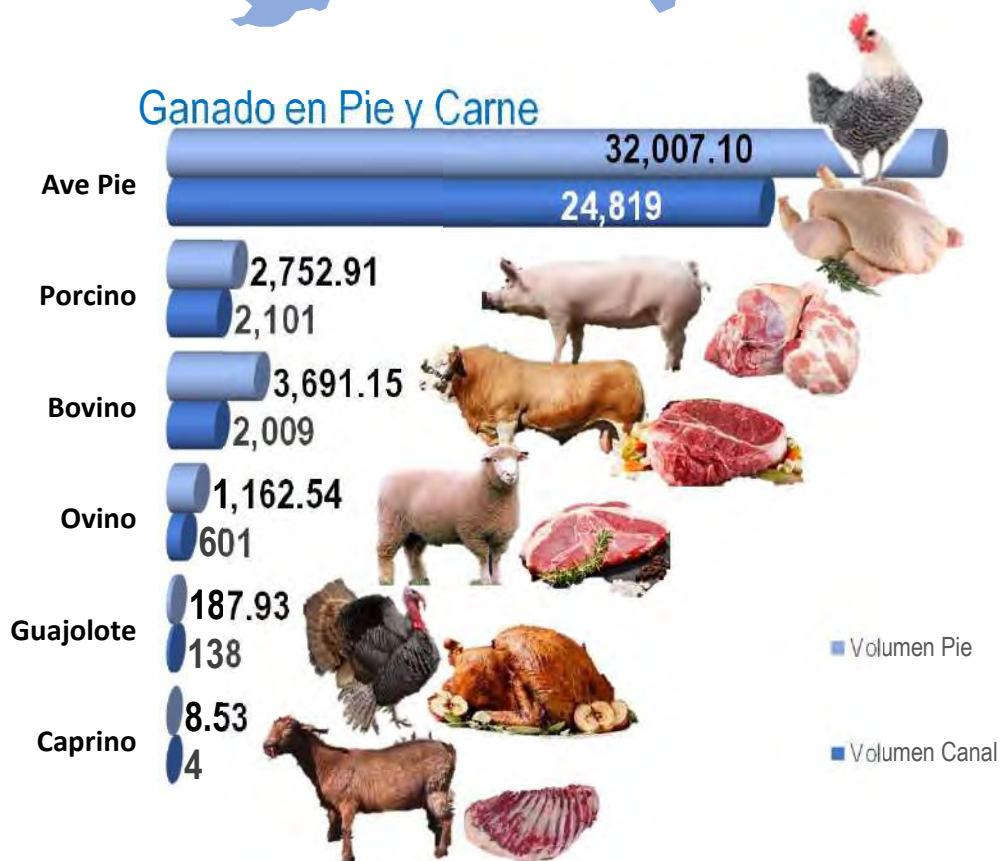 Ganado en Pie y Carne
Ave Pie
32,007.10
24,819
Porcino
2,752.91
2,101
Bovino
3,691.15
2,009
Ovino
1,162.54
601
Guajolote
187.93
138
Caprino
8.53
4
Volumen Pie
Volumen Canal